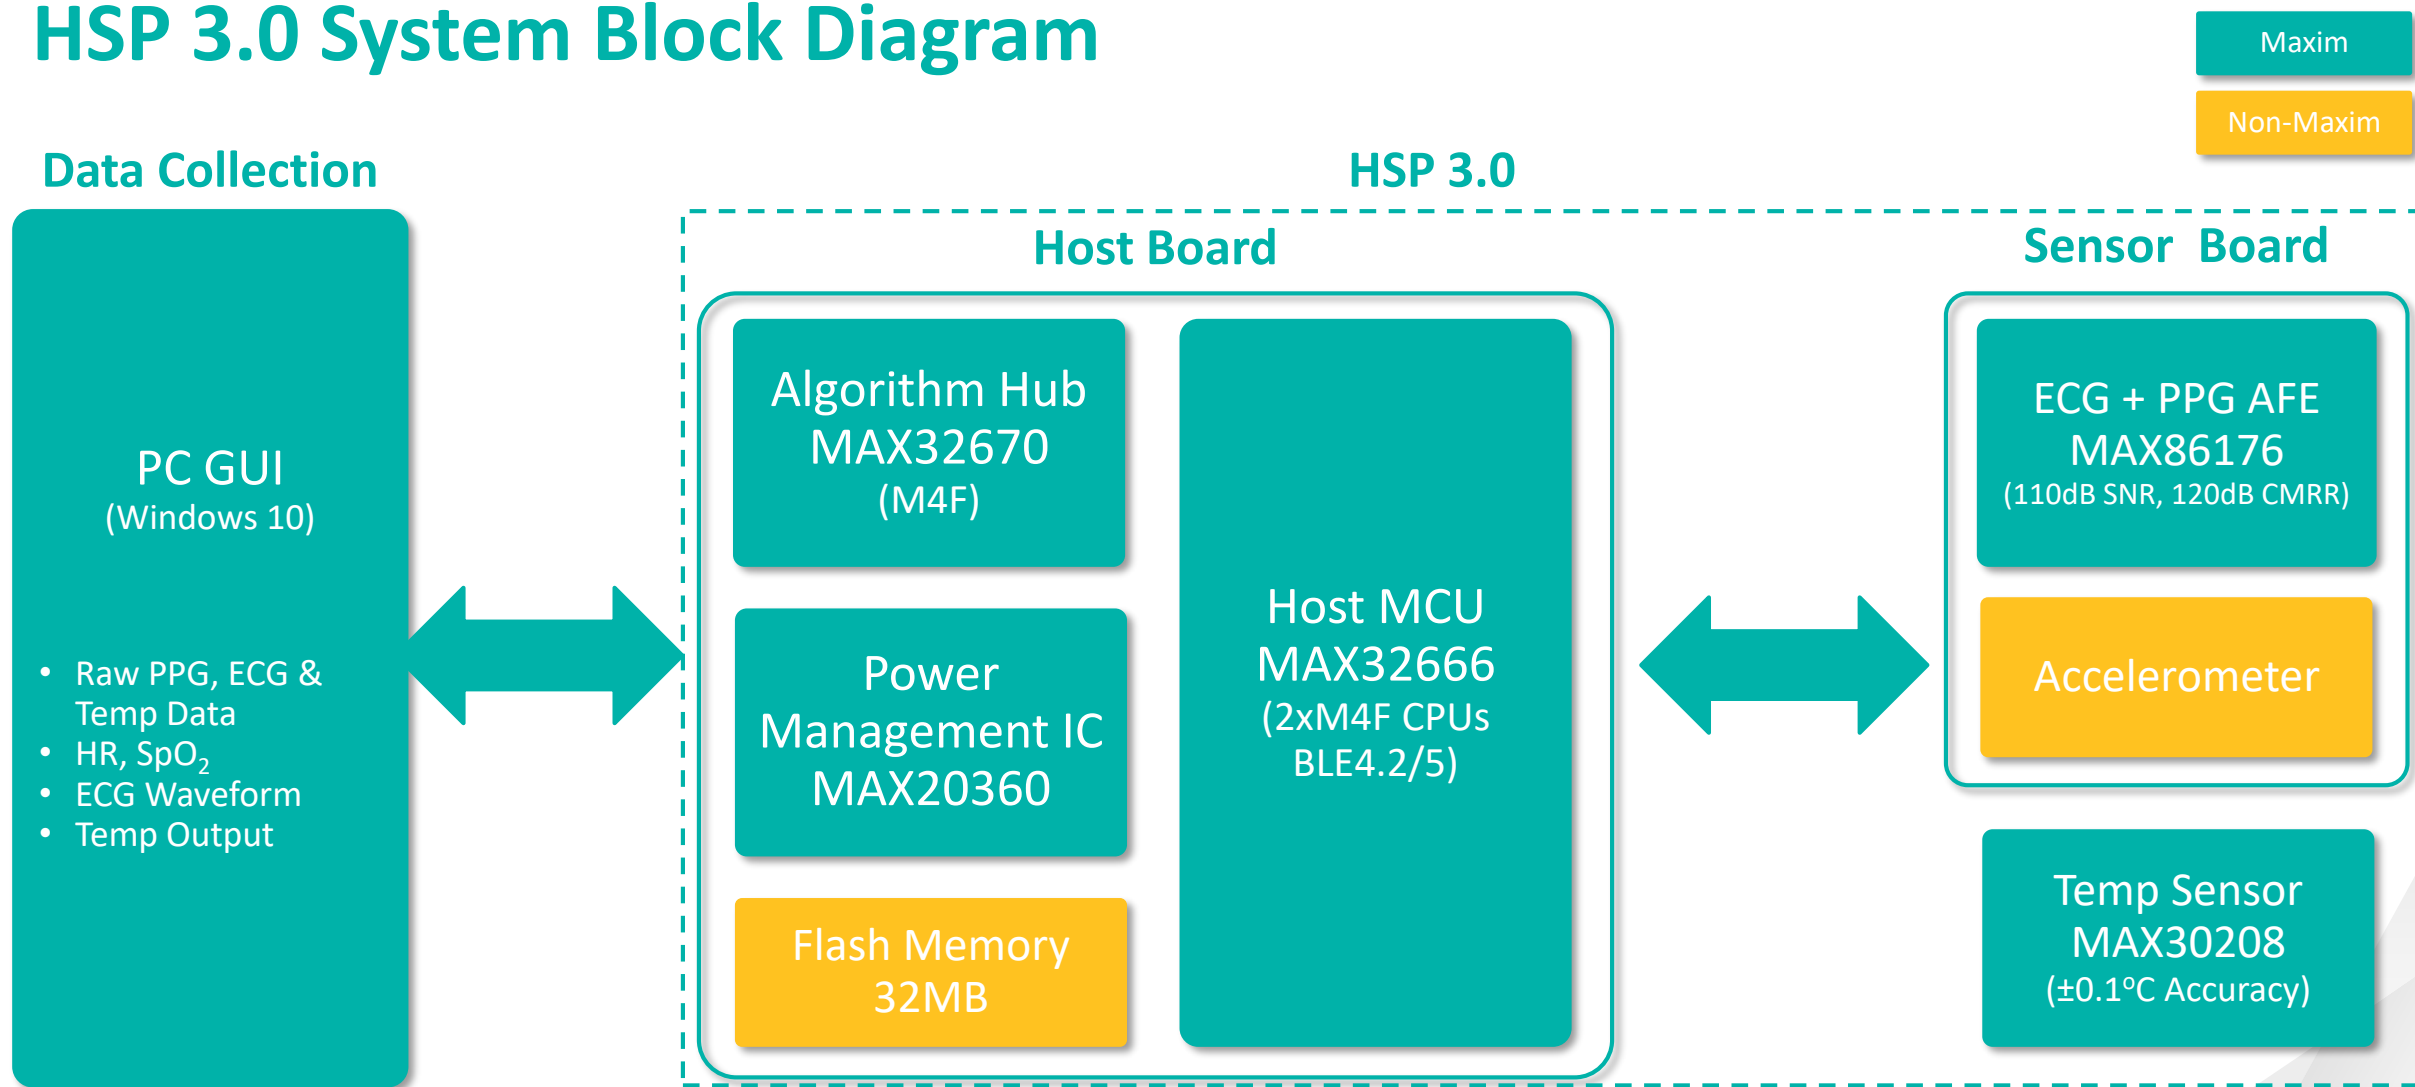 HSP 3.0 System Block Diagram
Maxim
Non-Maxim
Data Collection
HSP 3.0
Host Board
Sensor Board
PC GUI
(Windows 10)
• Raw PPG, ECG &
Temp Data
• HR, SpO₂
• ECG Waveform
• Temp Output
Algorithm Hub
MAX32670
(M4F)
Power
Management IC
MAX20360
Flash Memory
32MB
Host MCU
MAX32666
(2xM4F CPUs
BLE4.2/5)
ECG + PPG AFE
MAX86176
(110dB SNR, 120dB CMRR)
Accelerometer
Temp Sensor
MAX30208
(±0.1°C Accuracy)